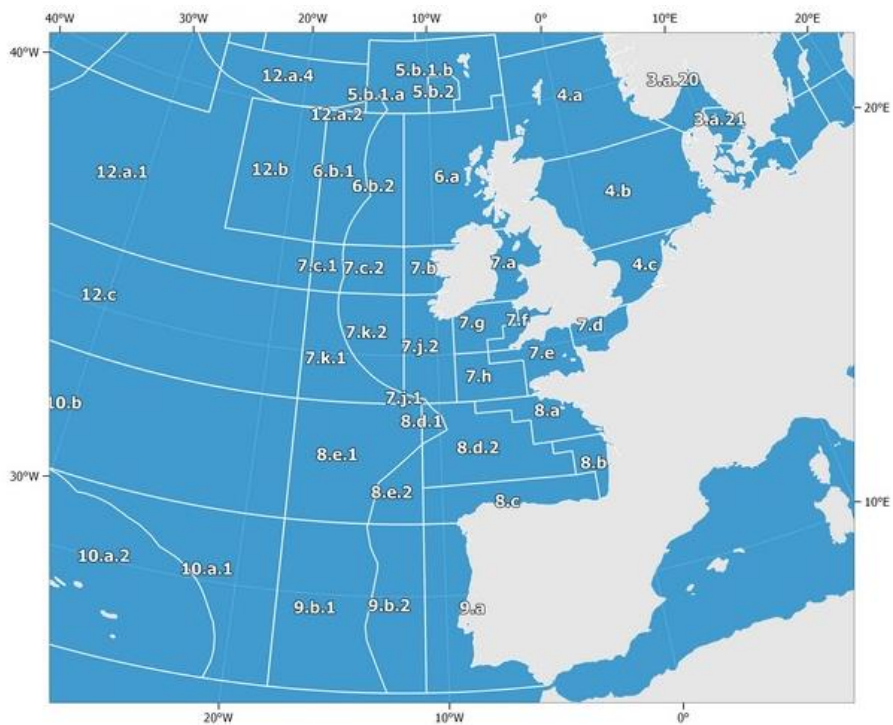 40°W 30°W 20°W 10°W 0° 10°E 20°E
40°W
12.a.4
5.b.1.b
3.a.20
5.b.1.a
5.b.2
4.a
20°E
12.a.2
3.a.21
12.a.1
12.b
6.b.1
6.b.2
6.a
4.b
7.c.1
7.c.2
7.b
7.a
4.c
12.c
7.k.2
7.g
7.f
7.d
7.k.1
7.j.2
7.e
7.h
10.b
7.j.1
8.a
8.d.1
8.e.1
8.d.2
8.b
30°W
8.e.2
8.c
10°E
10.a.2
10.a.1
9.b.1
9.b.2
9.a
20°W 10°W 0°